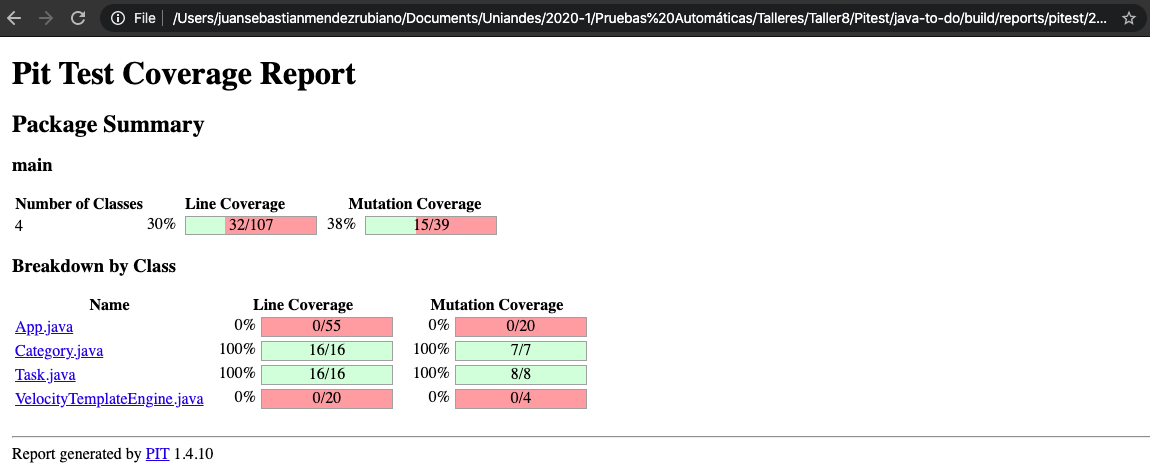 File /Users/juansebastianmendezrubiano/Documents/Uniandes/2020-1/Pruebas%20Automáticas/Talleres/Taller8/Pitest/java-to-do/build/reports/pitest/2...
Pit Test Coverage Report
Package Summary
main
Number of Classes Line Coverage Mutation Coverage
4 30% 32/107 38% 15/39
Breakdown by Class
Name Line Coverage Mutation Coverage
App.java 0% 0/55 0% 0/20
Category.java 100% 16/16 100% 7/7
Task.java 100% 16/16 100% 8/8
VelocityTemplateEngine.java 0% 0/20 0% 0/4
Report generated by PIT 1.4.10